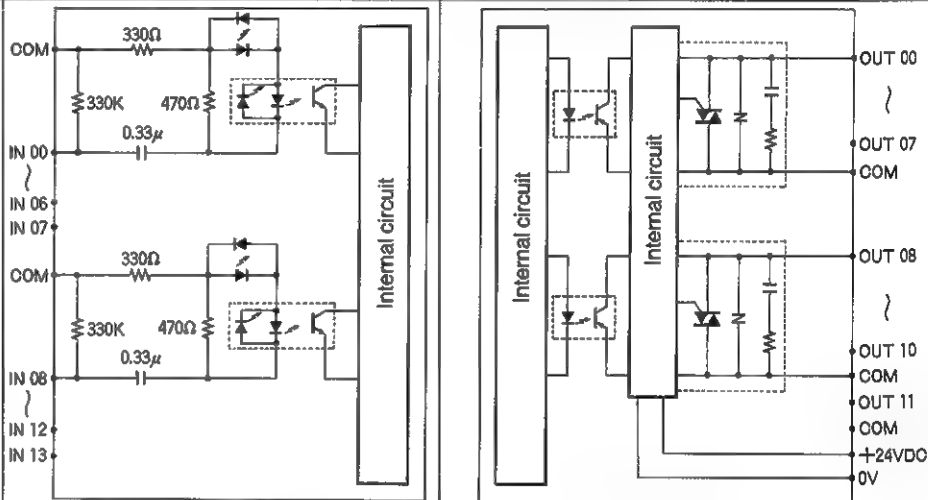 330Ω
COM
330K
470Ω
0.33μ
IN 00
IN 06
IN 07
330Ω
COM
330K
470Ω
0.33μ
IN 08
IN 12
IN 13
Internal circuit
Internal circuit
Internal circuit
OUT 00
OUT 07
COM
OUT 08
OUT 10
COM
OUT 11
COM
+24VDC
0V